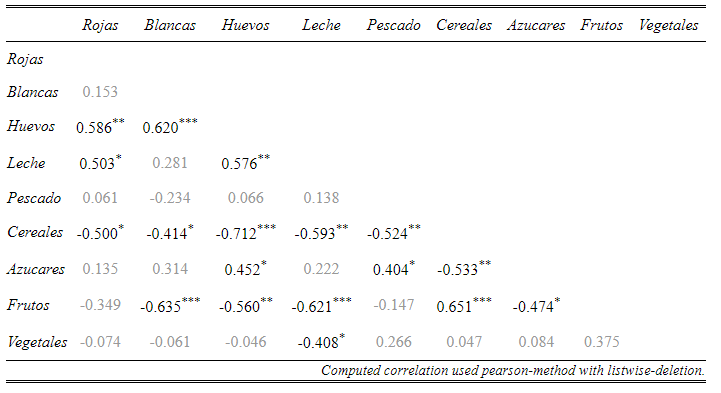 Rojas Blancas Huevos Leche Pescado Cereales Azucares Frutos Vegetales
Rojas
Blancas 0.153
Huevos 0.586** 0.620***
Leche 0.503* 0.281 0.576**
Pescado 0.061 -0.234 0.066 0.138
Cereales -0.500* -0.414* -0.712*** -0.593** -0.524**
Azucares 0.135 0.314 0.452* 0.222 0.404* -0.533**
Frutos -0.349 -0.635*** -0.560** -0.621*** -0.147 0.651*** -0.474*
Vegetales -0.074 -0.061 -0.046 -0.408* 0.266 0.047 0.084 0.375
Computed correlation used pearson-method with listwise-deletion.